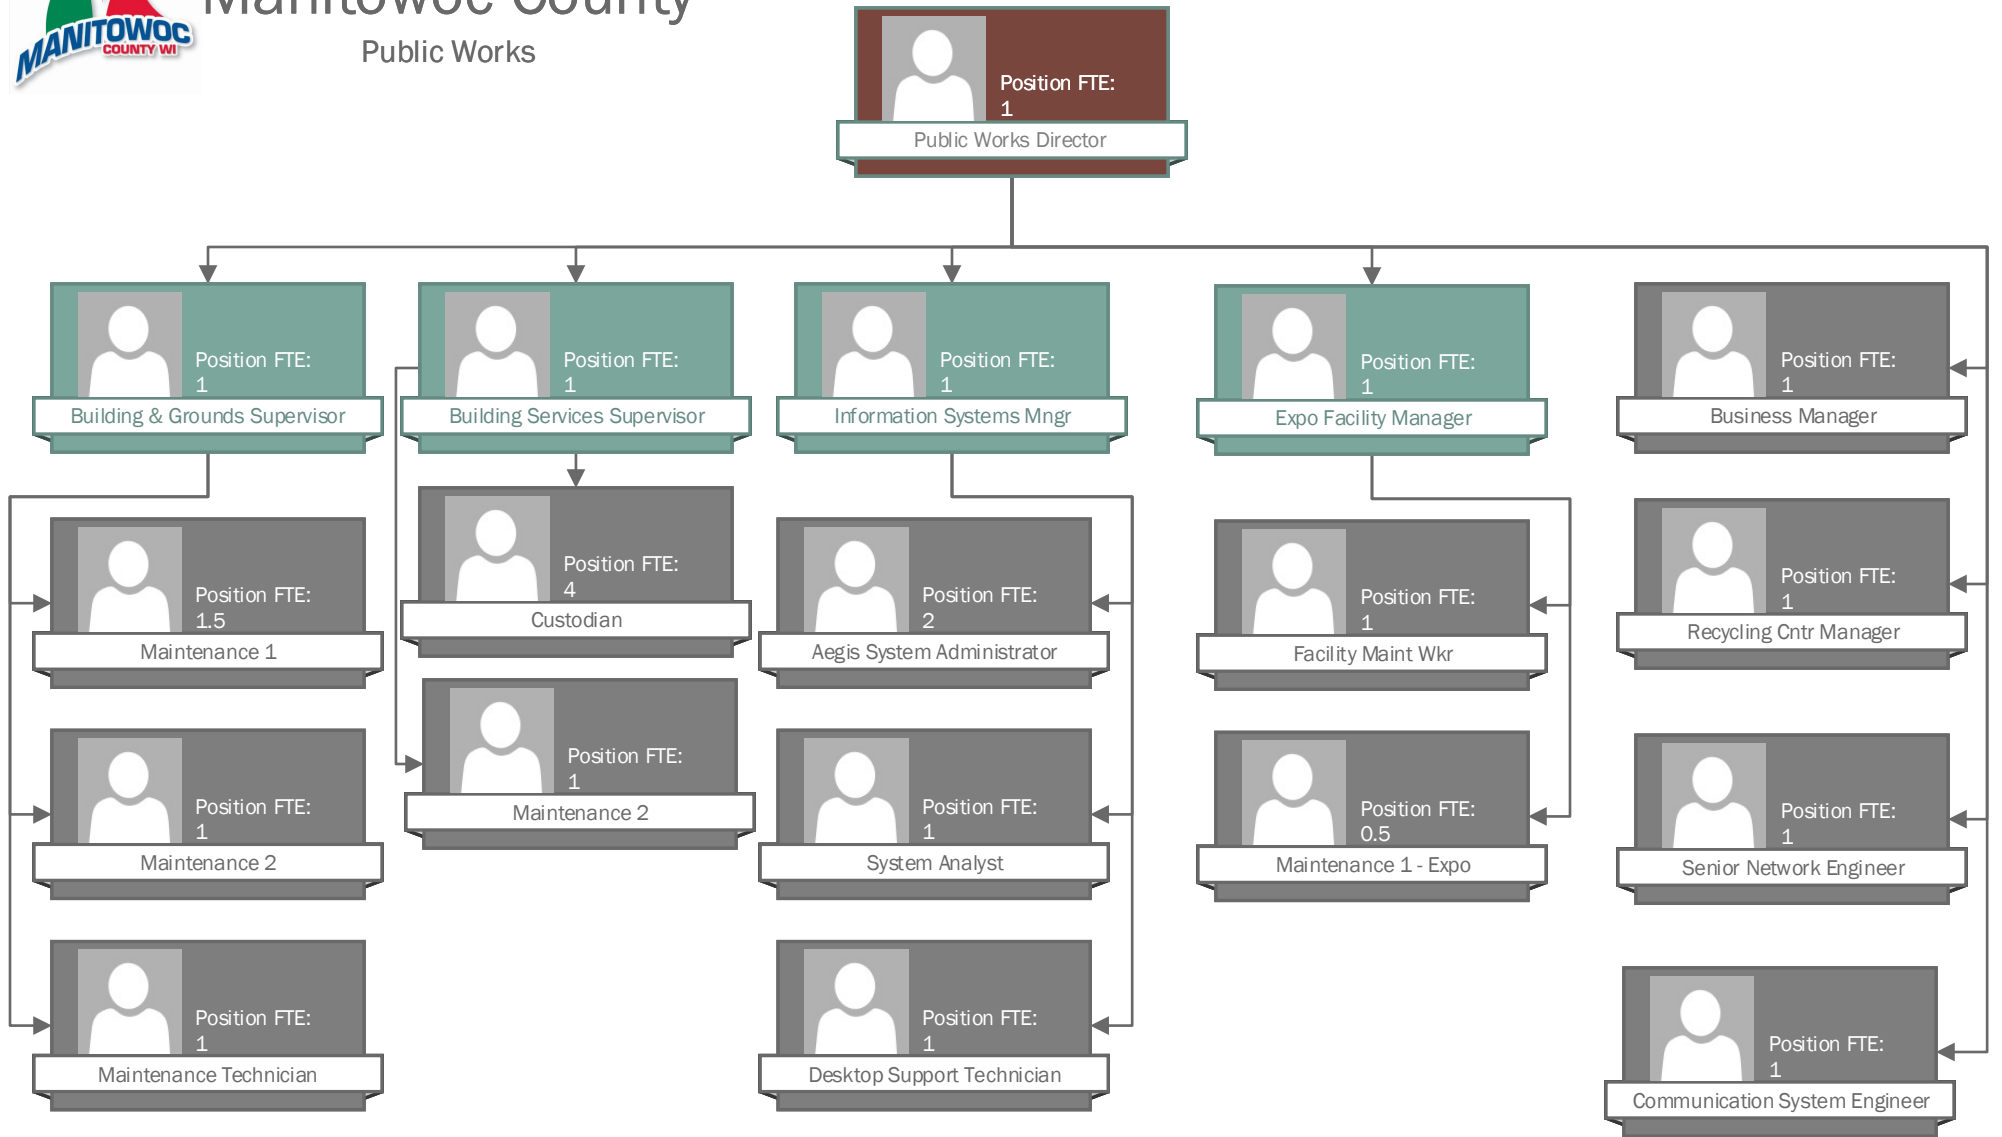 Manitowoc County
MANITOWOC
COUNTY WI
Public Works
Position FTE:
1
Public Works Director
Position FTE:
1
Building & Grounds Supervisor
Position FTE:
1
Building Services Supervisor
Position FTE:
1
Information Systems Mngr
Position FTE:
1
Expo Facility Manager
Position FTE:
1
Business Manager
Position FTE:
1.5
Maintenance 1
Position FTE:
4
Custodian
Position FTE:
2
Aegis System Administrator
Position FTE:
1
Facility Maint Wkr
Position FTE:
1
Recycling Cntr Manager
Position FTE:
1
Maintenance 2
Position FTE:
1
Maintenance 2
Position FTE:
1
System Analyst
Position FTE:
0.5
Maintenance 1 - Expo
Position FTE:
1
Senior Network Engineer
Position FTE:
1
Maintenance Technician
Position FTE:
1
Desktop Support Technician
Position FTE:
1
Communication System Engineer